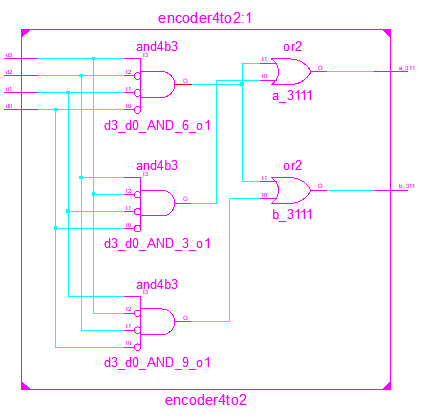 encoder4to2:1
and4b3
or2
d3
I3
I1
a_3111
d2
I2
O
I0
O
d1
I1
a_3111
d0
I0
d3_d0_AND_6_o1
and4b3
or2
I3
I1
b_311
I2
O
I0
O
I1
b_3111
I0
d3_d0_AND_3_o1
and4b3
I3
I2
O
I1
I0
d3_d0_AND_9_o1
encoder4to2